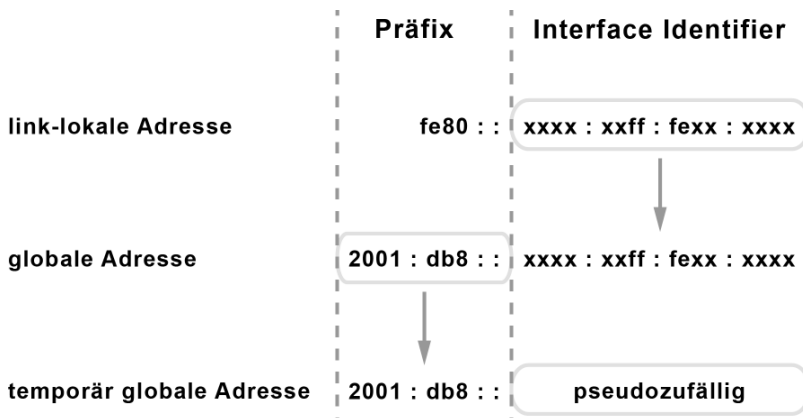 Präfix Interface Identifier
link-lokale Adresse fe80 : : xxxx : xxff : fexx : xxxx
globale Adresse 2001 : db8 : : xxxx : xxff : fexx : xxxx
temporär globale Adresse 2001 : db8 : : pseudozufällig